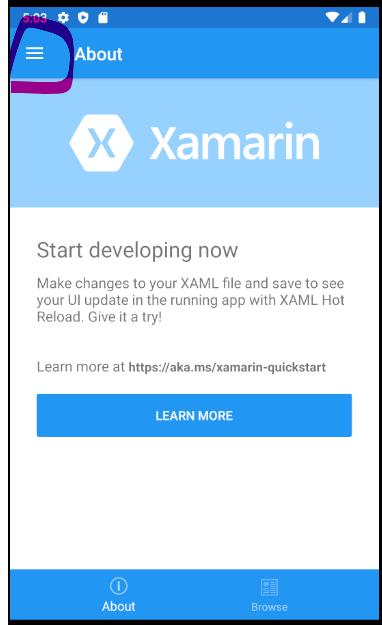 5:03
About
X Xamarin
Start developing now
Make changes to your XAML file and save to see
your UI update in the running app with XAML Hot
Reload. Give it a try!
Learn more at https://aka.ms/xamarin-quickstart
LEARN MORE
About
Browse